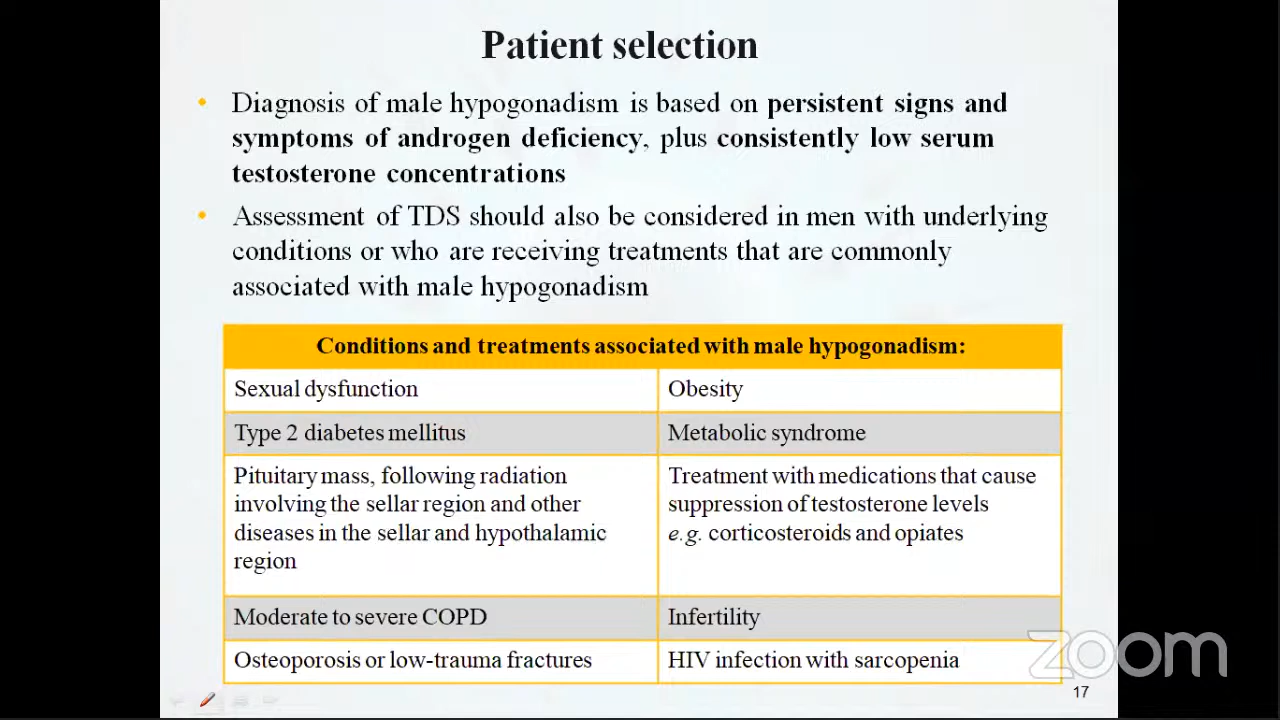 Patient selection
• Diagnosis of male hypogonadism is based on persistent signs and
symptoms of androgen deficiency, plus consistently low serum
testosterone concentrations
• Assessment of TDS should also be considered in men with underlying
conditions or who are receiving treatments that are commonly
associated with male hypogonadism
Conditions and treatments associated with male hypogonadism:
Sexual dysfunction
Obesity
Type 2 diabetes mellitus
Metabolic syndrome
Pituitary mass, following radiation
involving the sellar region and other
diseases in the sellar and hypothalamic
region
Treatment with medications that cause
suppression of testosterone levels
e.g. corticosteroids and opiates
Moderate to severe COPD
Infertility
Osteoporosis or low-trauma fractures
HIV infection with sarcopenia
zoom
17